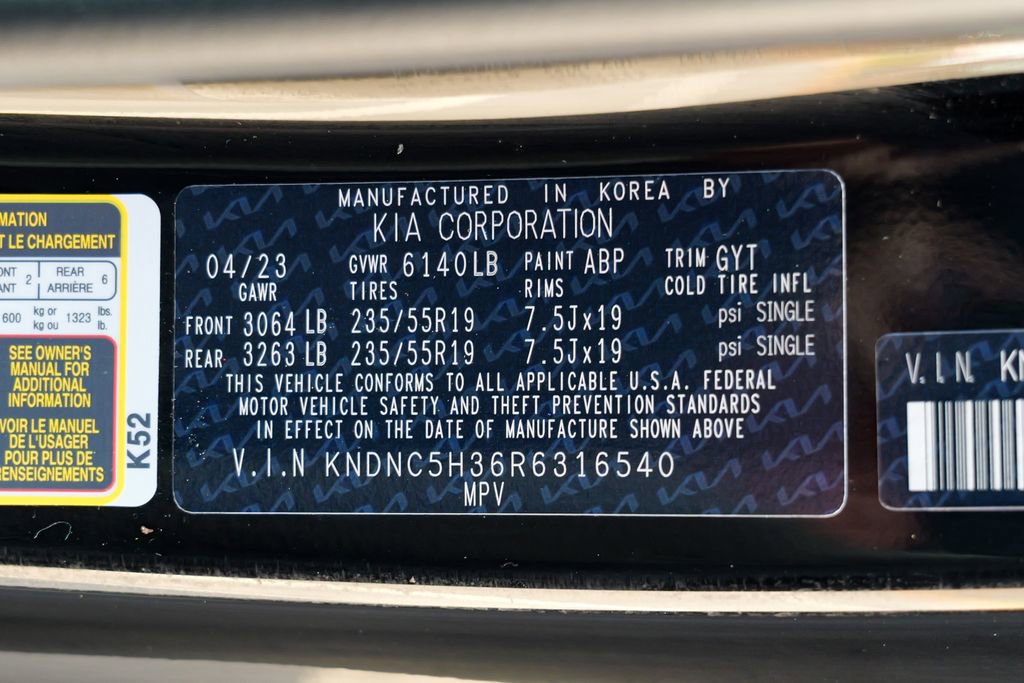 MATION
T LE CHARGEMENT
ONT 2 REAR 6
ANT ARRIÈRE
600 kg or 1323 lbs.
kg ou lb.
SEE OWNER'S
MANUAL FOR
ADDITIONAL
INFORMATION
VOIR LE MANUEL
DE L'USAGER
POUR PLUS DE
RENSEIGNEMENTS
K52
MANUFACTURED IN KOREA BY
KIA CORPORATION
04/23 GVWR 6140LB PAINT ABP TRIM GYT
GAWR TIRES RIMS COLD TIRE INFL
FRONT 3064 LB 235/55R19 7.5Jx19 psi SINGLE
REAR 3263 LB 235/55R19 7.5Jx19 psi SINGLE
THIS VEHICLE CONFORMS TO ALL APPLICABLE U.S.A. FEDERAL
MOTOR VEHICLE SAFETY AND THEFT PREVENTION STANDARDS
IN EFFECT ON THE DATE OF MANUFACTURE SHOWN ABOVE
V.I.N KNDNC5H36R6316540
MPV
V.I.N KN